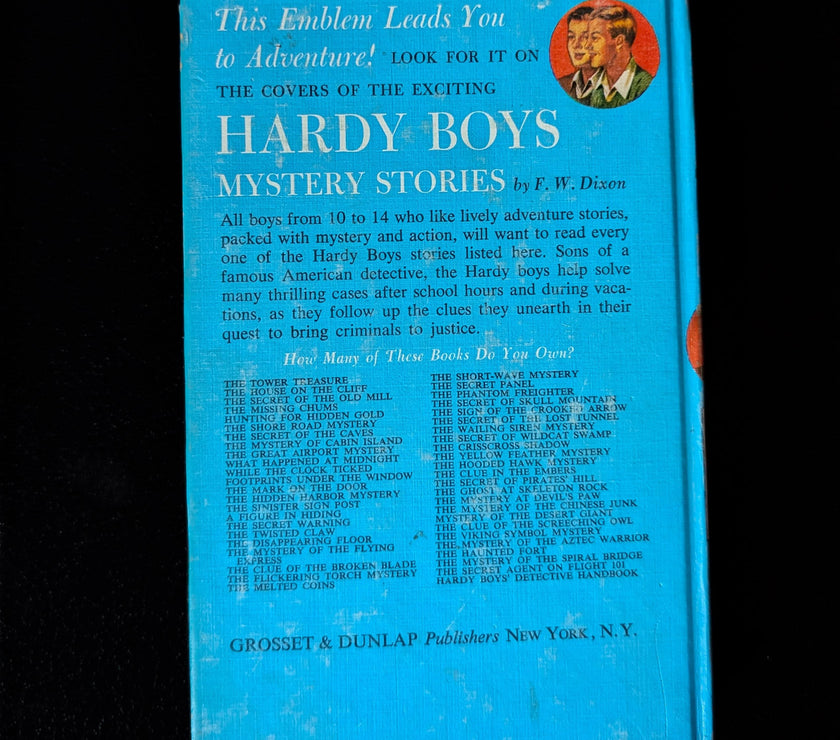 This Emblem Leads You
to Adventure! LOOK FOR IT ON
THE COVERS OF THE EXCITING
HARDY BOYS
MYSTERY STORIES by F. W. Dixon
All boys from 10 to 14 who like lively adventure stories,
packed with mystery and action, will want to read every
one of the Hardy Boys stories listed here. Sons of a
famous American detective, the Hardy boys help solve
many thrilling cases after school hours and during vaca-
tions, as they follow up the clues they unearth in their
quest to bring criminals to justice.
How Many of These Books Do You Own?
THE TOWER TREASURE
THE HOUSE ON THE CLIFF
THE SECRET OF THE OLD MILL
THE MISSING CHUMS
HUNTING FOR HIDDEN GOLD
THE SHORE ROAD MYSTERY
THE SECRET OF THE CAVES
THE MYSTERY OF CABIN ISLAND
THE GREAT AIRPORT MYSTERY
WHAT HAPPENED AT MIDNIGHT
WHILE THE CLOCK TICKED
FOOTPRINTS UNDER THE WINDOW
THE MARK ON THE DOOR
THE HIDDEN HARBOR MYSTERY
THE SINISTER SIGN POST
A FIGURE IN HIDING
THE SECRET WARNING
THE TWISTED CLAW
THE DISAPPEARING FLOOR
THE MYSTERY OF THE FLYING
EXPRESS
THE CLUE OF THE BROKEN BLADE
THE FLICKERING TORCH MYSTERY
THE MELTED COINS
THE SHORT-WAVE MYSTERY
THE SECRET PANEL
THE PHANTOM FREIGHTER
THE SECRET OF SKULL MOUNTAIN
THE SIGN OF THE CROOKED ARROW
THE SECRET OF THE LOST TUNNEL
THE WAILING SIREN MYSTERY
THE SECRET OF WILDCAT SWAMP
THE CRISSCROSS SHADOW
THE YELLOW FEATHER MYSTERY
THE HOODED HAWK MYSTERY
THE CLUE IN THE EMBERS
THE SECRET OF PIRATES' HILL
THE GHOST AT SKELETON ROCK
THE MYSTERY AT DEVIL'S PAW
THE MYSTERY OF THE CHINESE JUNK
MYSTERY OF THE DESERT GIANT
THE CLUE OF THE SCREECHING OWL
THE VIKING SYMBOL MYSTERY
THE MYSTERY OF THE AZTEC WARRIOR
THE HAUNTED FORT
THE MYSTERY OF THE SPIRAL BRIDGE
THE SECRET AGENT ON FLIGHT 101
HARDY BOYS' DETECTIVE HANDBOOK
GROSSET & DUNLAP Publishers NEW YORK, N. Y.